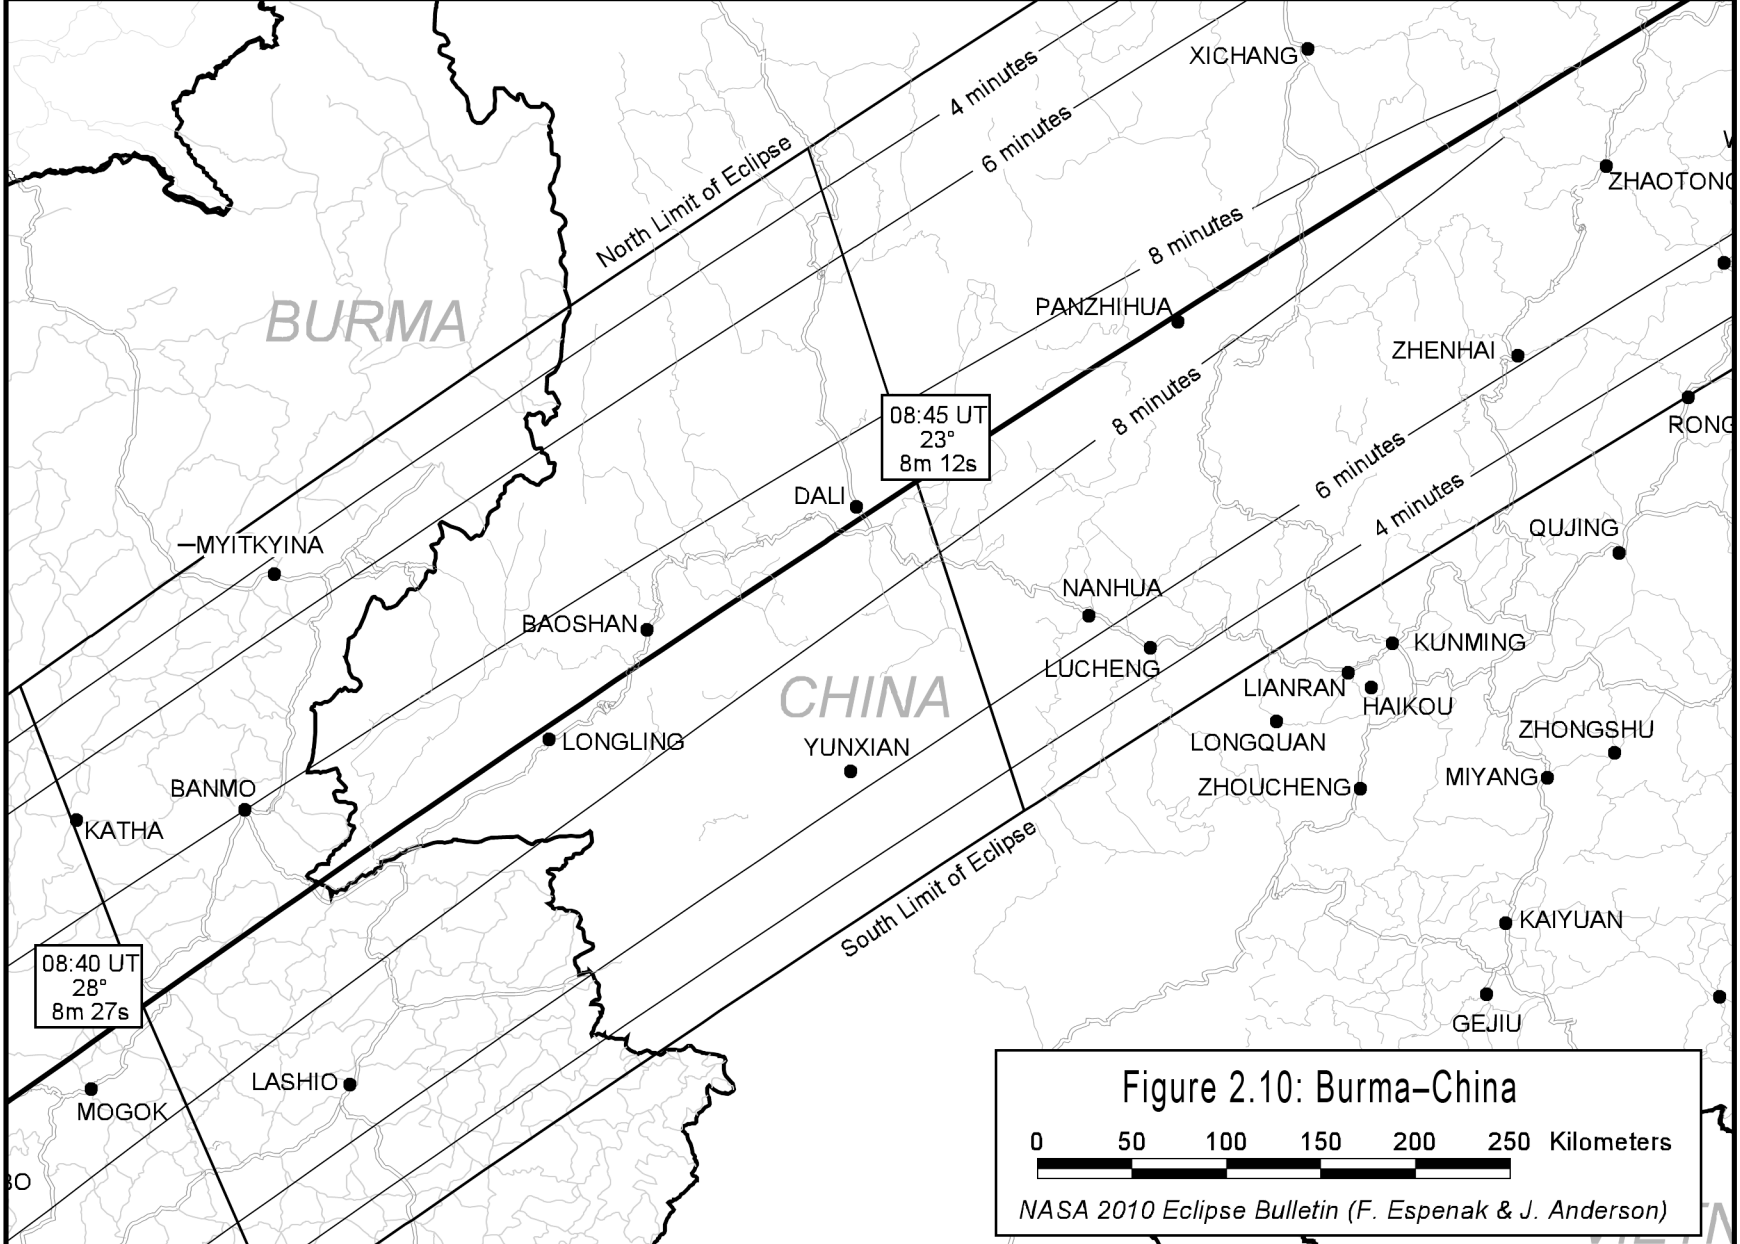 XICHANG
4 minutes
6 minutes
North Limit of Eclipse
ZHAOTONG
8 minutes
BURMA
PANZHIHUA
ZHENHAI
8 minutes
08:45 UT
23°
8m 12s
RONG
6 minutes
4 minutes
DALI
QUJING
MYITKYINA
NANHUA
BAOSHAN
KUNMING
LUCHENG
LIANRAN
CHINA
HAIKOU
LONGLING
YUNXIAN
LONGQUAN
ZHONGSHU
BANMO
ZHOUCHENG
MIYANG
KATHA
South Limit of Eclipse
KAIYUAN
08:40 UT
28°
8m 27s
GEJIU
LASHIO
MOGOK
Figure 2.10: Burma–China
0 50 100 150 200 250 Kilometers
NASA 2010 Eclipse Bulletin (F. Espenak & J. Anderson)